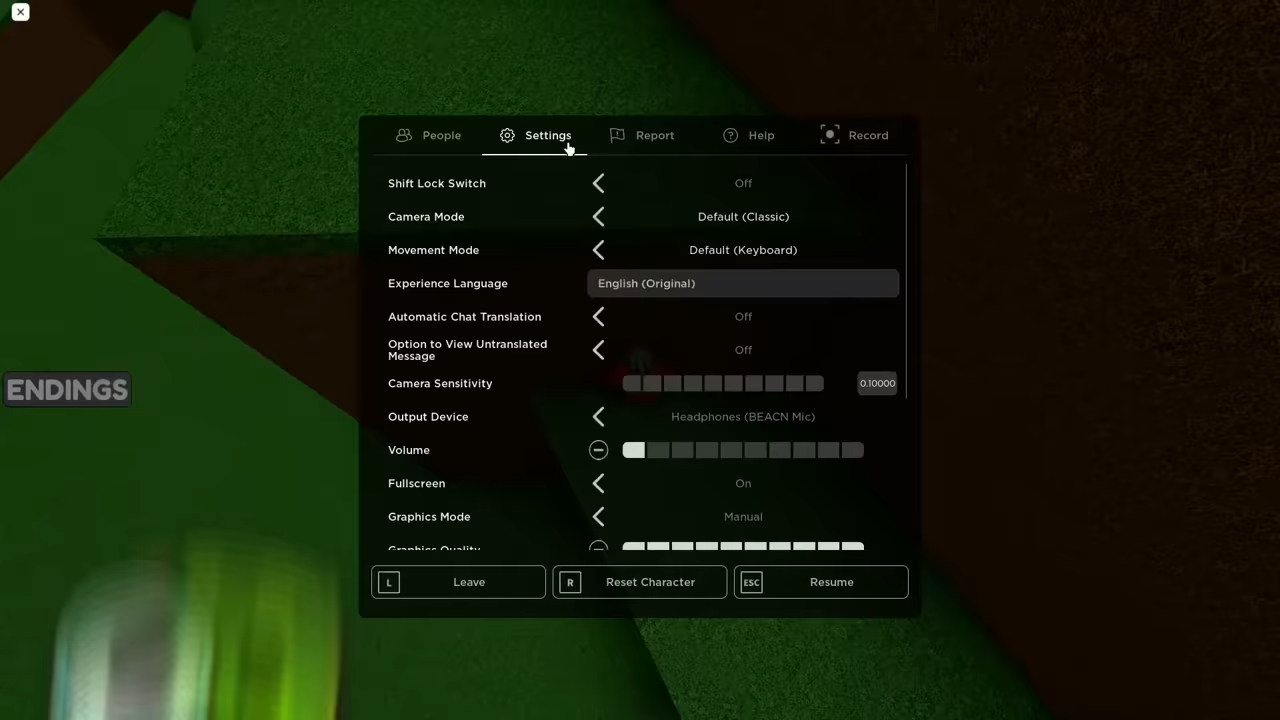 People
Settings
Report
Help
Record
Shift Lock Switch
Off
Camera Mode
Default (Classic)
Movement Mode
Default (Keyboard)
Experience Language
English (Original)
Automatic Chat Translation
Off
Option to View Untranslated
Message
Off
Camera Sensitivity
0.10000
ENDINGS
Output Device
Headphones (BEACN Mic)
Volume
Fullscreen
On
Graphics Mode
Manual
Graphics Quality
L
Leave
R
Reset Character
ESC
Resume